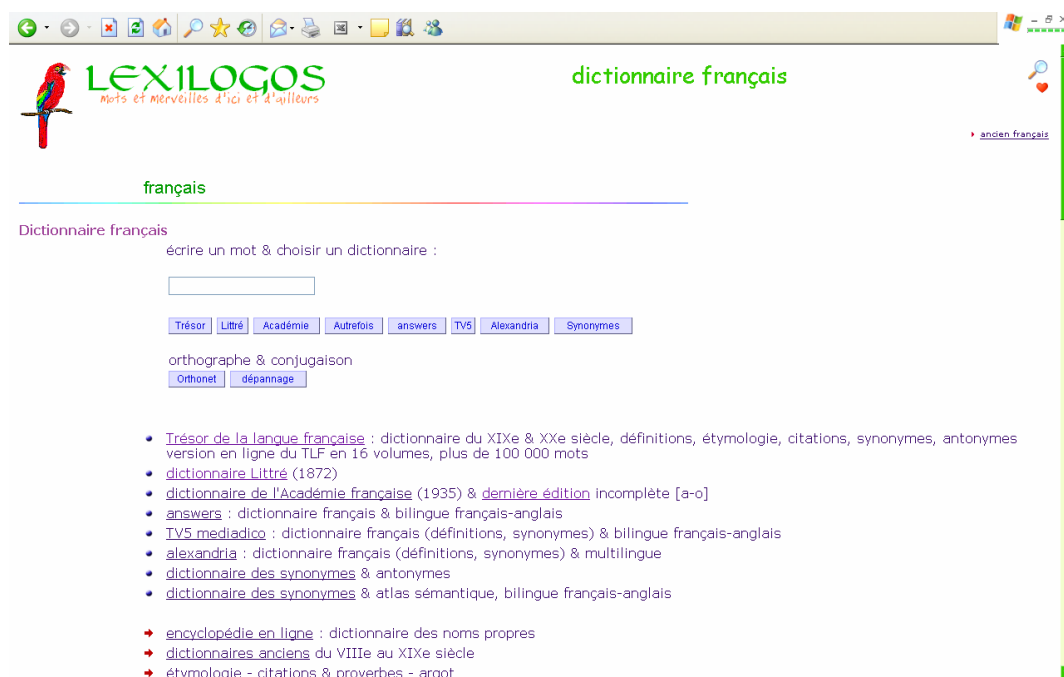 LEXILOGOS
mots et merveilles d'ici et d'ailleurs
dictionnaire français
ancien français
français
Dictionnaire français
écrire un mot & choisir un dictionnaire :
Trésor Littré Académie Autrefois answers TV5 Alexandria Synonymes
orthographe & conjugaison
Orthonet dépannage
Trésor de la langue française : dictionnaire du XIXe & XXe siècle, définitions, étymologie, citations, synonymes, antonymes
version en ligne du TLF en 16 volumes, plus de 100 000 mots
dictionnaire Littré (1872)
dictionnaire de l'Académie française (1935) & dernière édition incomplète [a-o]
answers : dictionnaire français & bilingue français-anglais
TV5 mediadico : dictionnaire français (définitions, synonymes) & bilingue français-anglais
alexandria : dictionnaire français (définitions, synonymes) & multilingue
dictionnaire des synonymes & antonymes
dictionnaire des synonymes & atlas sémantique, bilingue français-anglais
encyclopédie en ligne : dictionnaire des noms propres
dictionnaires anciens du VIIIe au XIXe siècle
étymologie - citations & proverbes - argot